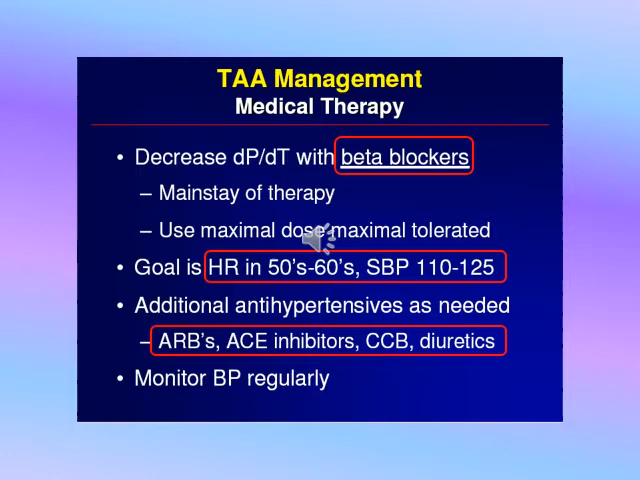 TAA Management
Medical Therapy
• Decrease dP/dT with beta blockers
– Mainstay of therapy
– Use maximal dose-maximal tolerated
• Goal is HR in 50's-60's, SBP 110-125
• Additional antihypertensives as needed
– ARB's, ACE inhibitors, CCB, diuretics
• Monitor BP regularly